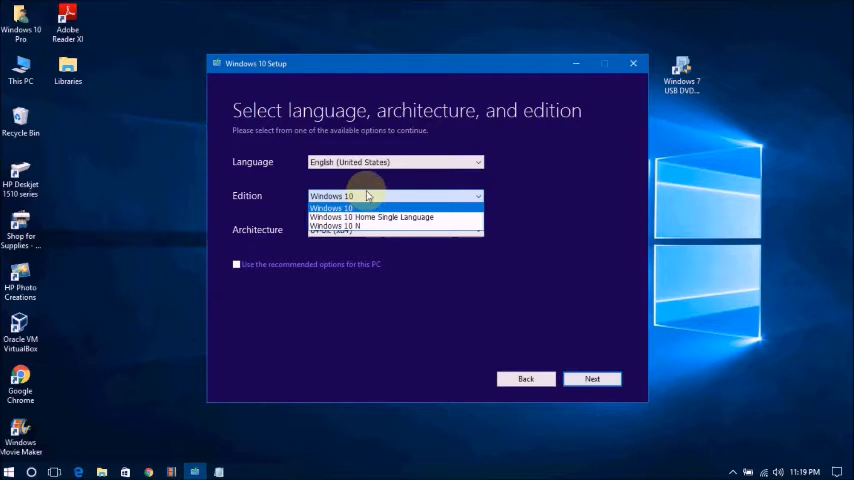 Windows 10
Pro
Adobe
Reader XI
This PC
Libraries
Recycle Bin
HP Deskjet
1510 series
Shop for
Supplies - ...
HP Photo
Creations
Oracle VM
VirtualBox
Google
Chrome
Windows
Movie Maker
Windows 7
USB DVD...
Windows 10 Setup
Select language, architecture, and edition
Please select from one of the available options to continue.
Language
English (United States)
Edition
Windows 10
Windows 10
Windows 10 Home Single Language
Windows 10 N
Architecture
64-bit (x64)
Use the recommended options for this PC
Back
Next
11:19 PM